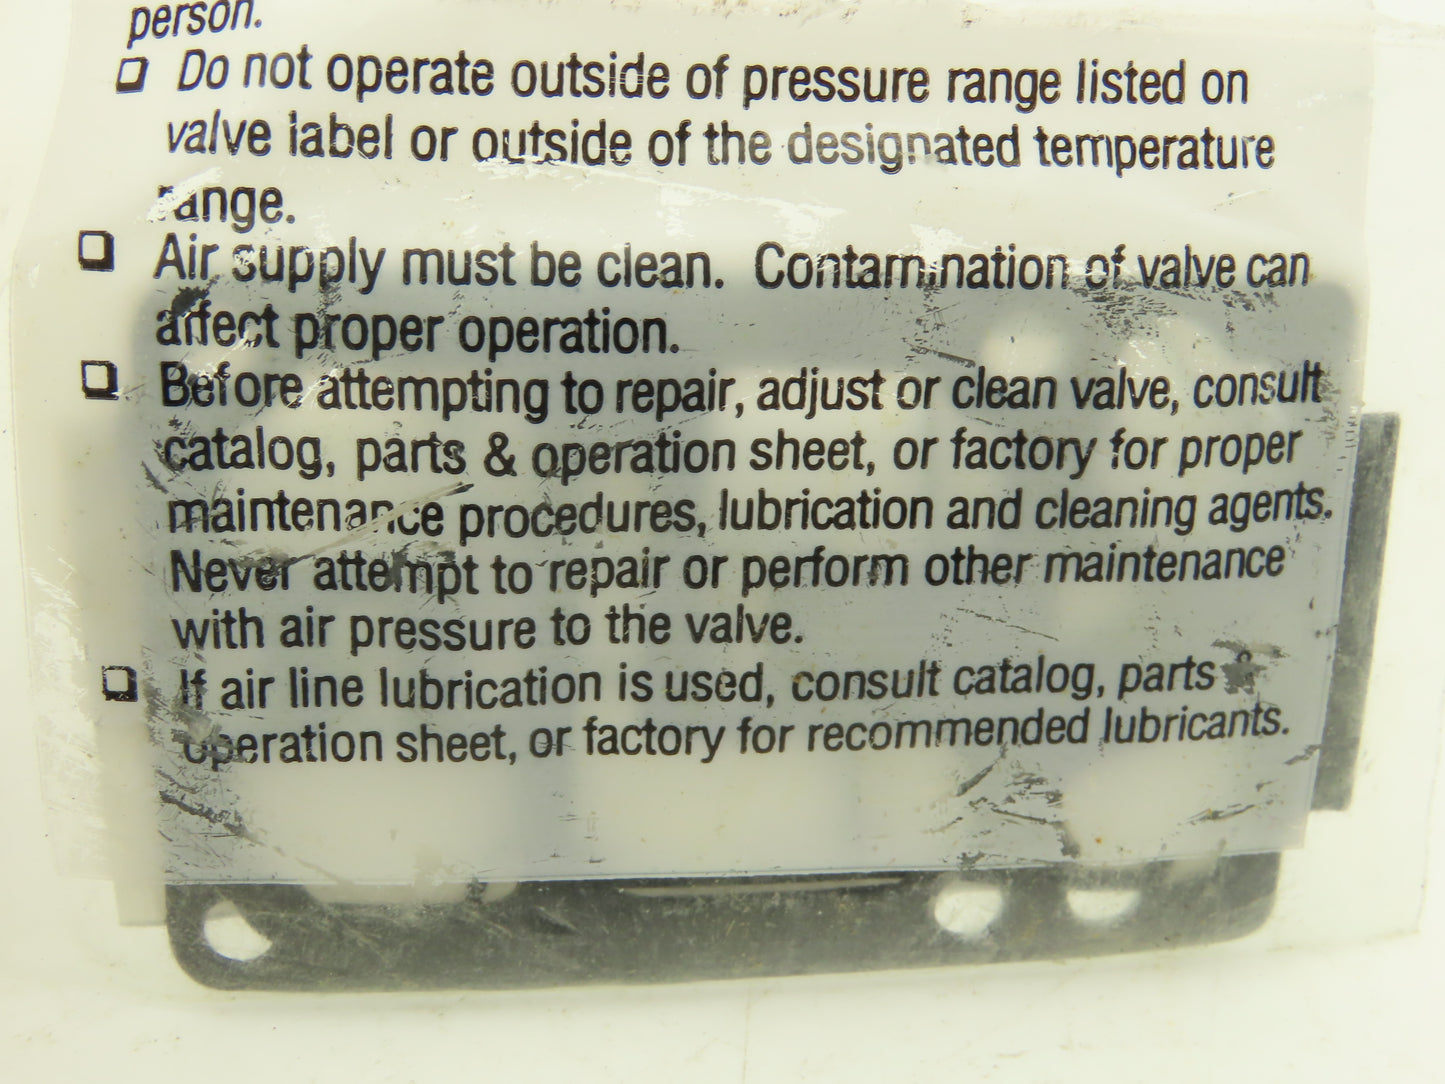 person.
❑ Do not operate outside of pressure range listed on
valve label or outside of the designated temperature
range.
❑ Air supply must be clean. Contamination of valve can
affect proper operation.
❑ Before attempting to repair, adjust or clean valve, consult
catalog, parts & operation sheet, or factory for proper
maintenance procedures, lubrication and cleaning agents.
Never attempt to repair or perform other maintenance
with air pressure to the valve.
❑ If air line lubrication is used, consult catalog, parts &
operation sheet, or factory for recommended lubricants.